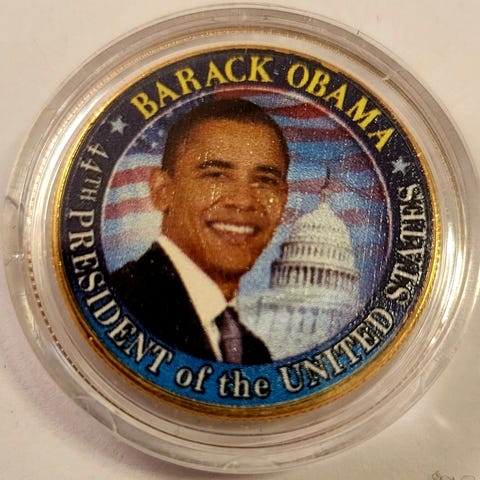 BARACK OBAMA
44TH PRESIDENT of the UNITED STATES